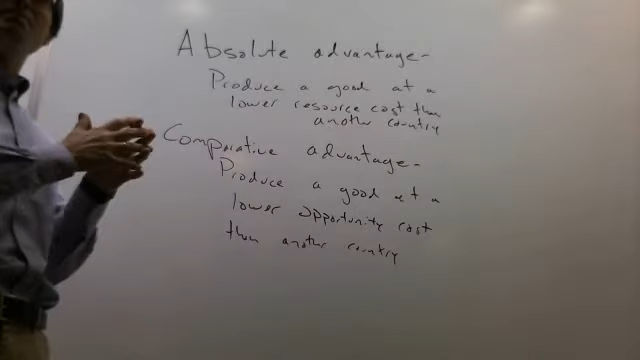 Absolute advantage-
Produce a good at a
lower resource cost than
another country
Comparative advantage-
Produce a good at a
lower opportunity cost
than another country